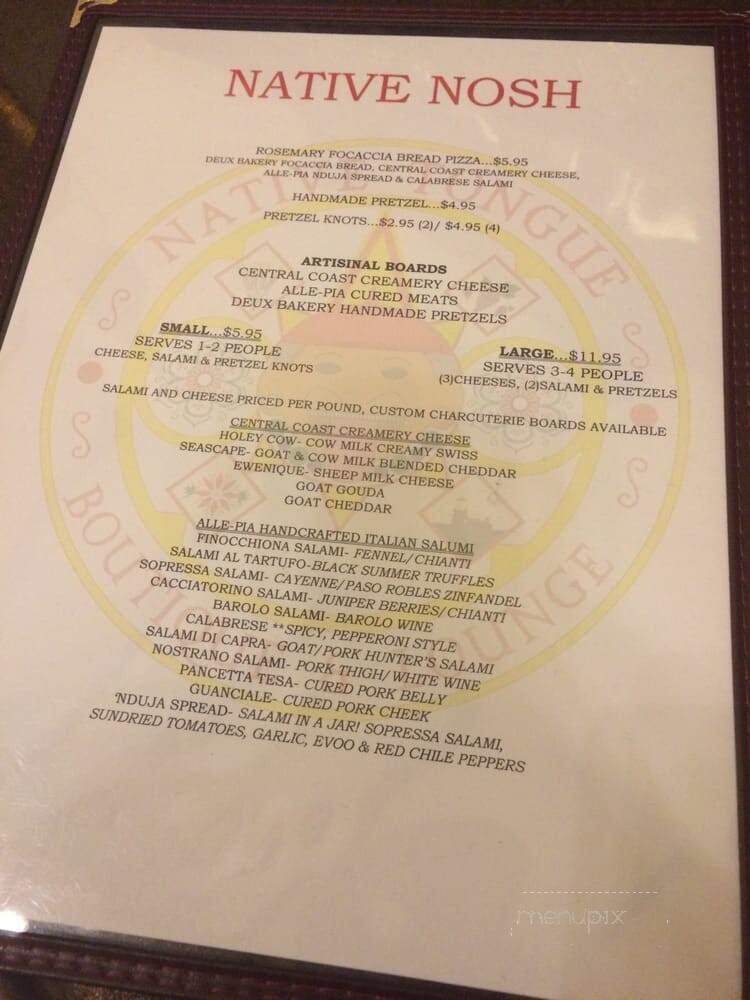 NATIVE NOSH
ROSEMARY FOCACCIA BREAD PIZZA...$5.95
DEUX BAKERY FOCACCIA BREAD, CENTRAL COAST CREAMERY CHEESE,
ALLE-PIA NDUJA SPREAD & CALABRESE SALAMI
HANDMADE PRETZEL...$4.95
PRETZEL KNOTS...$2.95 (2)/ $4.95 (4)
NATIVE
ARTISINAL BOARDS
CENTRAL COAST CREAMERY CHEESE
ALLE-PIA CURED MEATS
DEUX BAKERY HANDMADE PRETZELS
SMALL...$5.95
SERVES 1-2 PEOPLE
CHEESE, SALAMI & PRETZEL KNOTS
LARGE...$11.95
SERVES 3-4 PEOPLE
(3)CHEESES, (2)SALAMI & PRETZELS
SALAMI AND CHEESE PRICED PER POUND, CUSTOM CHARCUTERIE BOARDS AVAILABLE
CENTRAL COAST CREAMERY CHEESE
HOLEY COW- COW MILK CREAMY SWISS
SEASCAPE- GOAT & COW MILK BLENDED CHEDDAR
EWENIQUE- SHEEP MILK CHEESE
GOAT GOUDA
GOAT CHEDDAR
ALLE-PIA HANDCRAFTED ITALIAN SALUMI
FINOCCHIONA SALAMI- FENNEL/ CHIANTI
SALAMI AL TARTUFO-BLACK SUMMER TRUFFLES
SOPRESSA SALAMI- CAYENNE/PASO ROBLES ZINFANDEL
CACCIATORINO SALAMI- JUNIPER BERRIES/ CHIANTI
BAROLO SALAMI- BAROLO WINE
CALABRESE **SPICY, PEPPERONI STYLE
SALAMI DI CAPRA- GOAT/PORK HUNTER'S SALAMI
NOSTRANO SALAMI- PORK THIGH/ WHITE WINE
PANCETTA TESA- CURED PORK BELLY
GUANCIALE- CURED PORK CHEEK
'NDUJA SPREAD- SALAMI IN A JAR! SOPRESSA SALAMI,
SUNDRIED TOMATOES, GARLIC, EVOO & RED CHILE PEPPERS
menupix